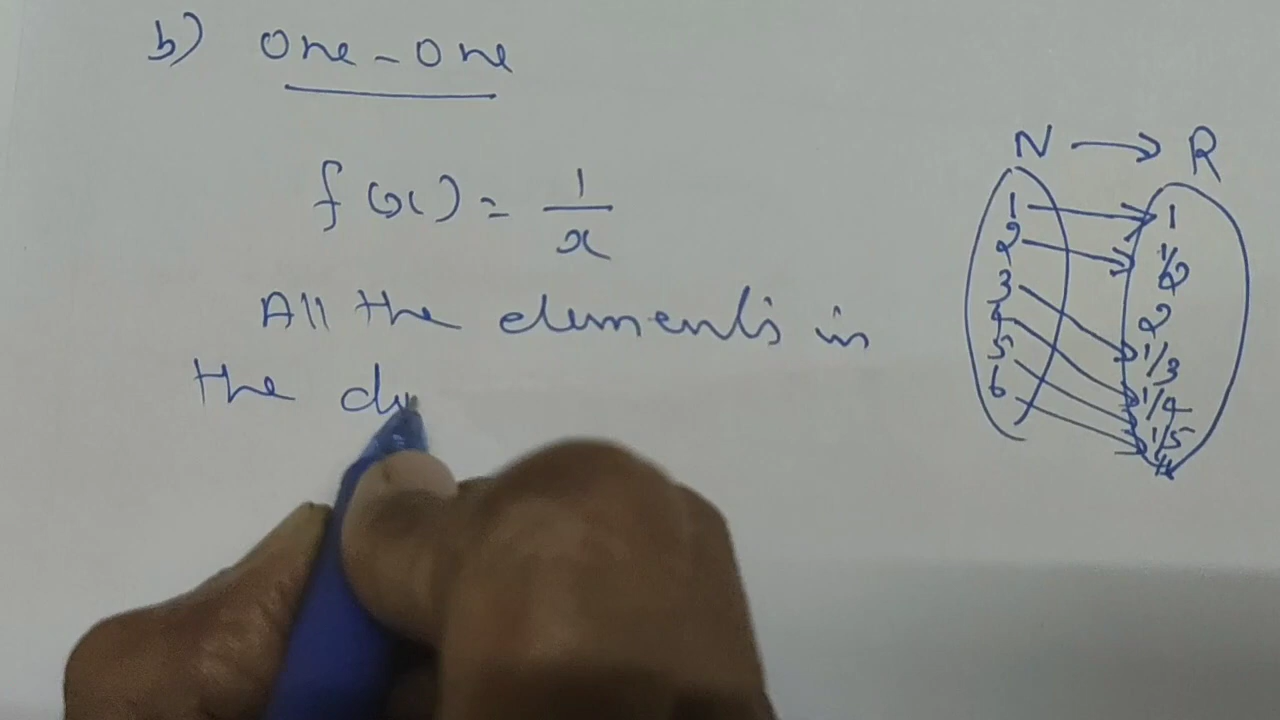 b) one-one
f(x) = 1/x
All the elements in
the
N → R
1
2
3
4
5
6
1
1/2
2
1/3
1/4
1/5